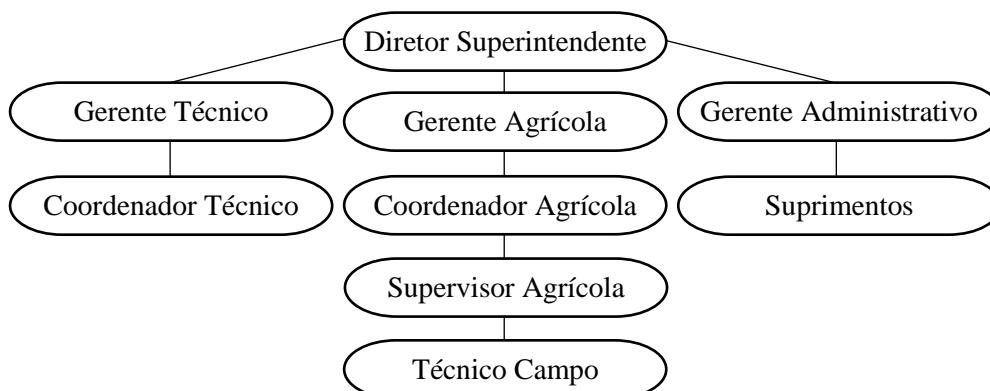 Diretor Superintendente
Gerente Técnico
Gerente Agrícola
Gerente Administrativo
Coordenador Técnico
Coordenador Agrícola
Suprimentos
Supervisor Agrícola
Técnico Campo